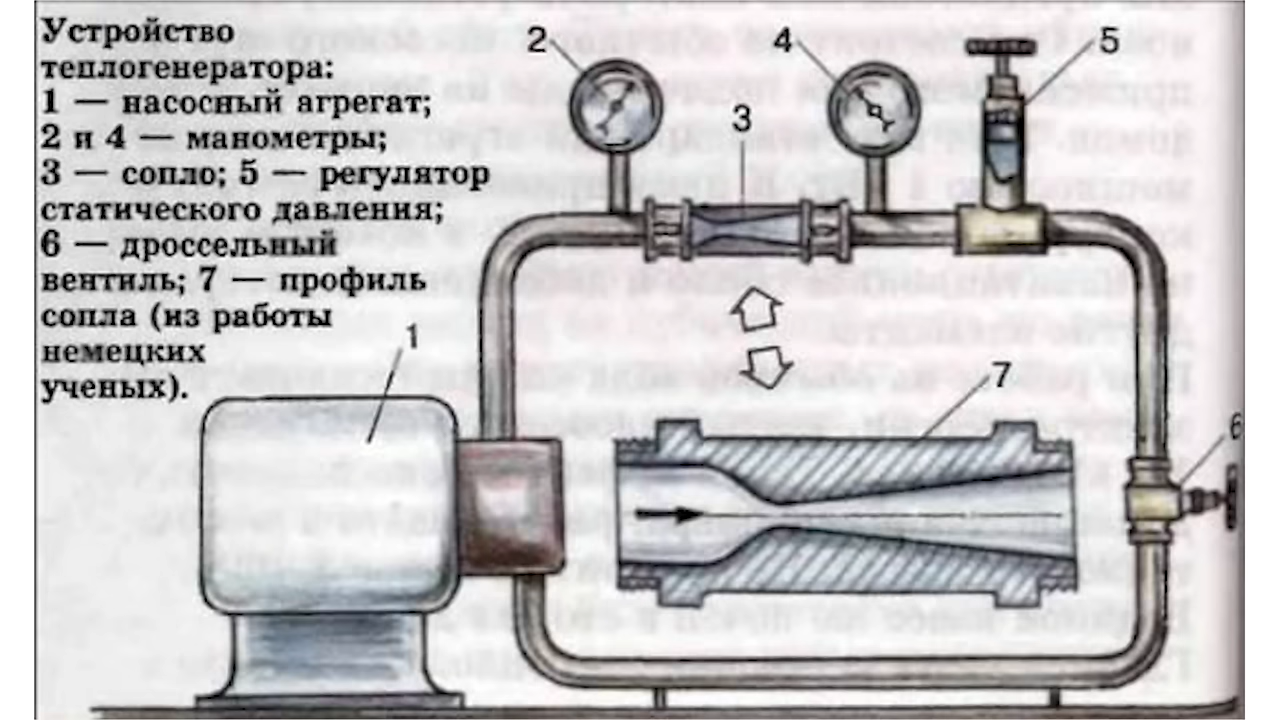 Устройство
теплогенератора:
1 — насосный агрегат;
2 и 4 — манометры;
3 — сопло; 5 — регулятор
статического давления;
6 — дроссельный
вентиль; 7 — профиль
сопла (из работы
немецких
ученых).
2
4
5
3
1
7
6